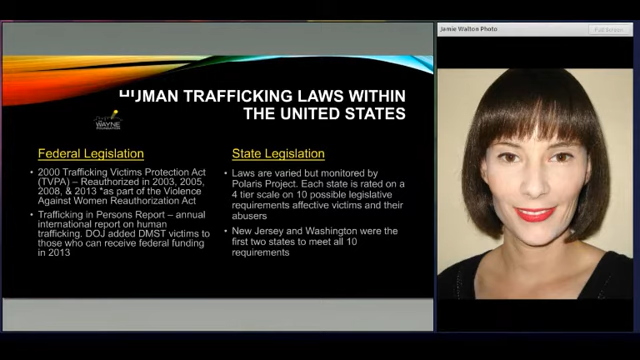 Jamie Walton Photo
Full Screen
HUMAN TRAFFICKING LAWS WITHIN
THE UNITED STATES
WAYNE
FOUNDATION
Federal Legislation
• 2000 Trafficking Victims Protection Act
(TVPA) – Reauthorized in 2003, 2005,
2008, & 2013 *as part of the Violence
Against Women Reauthorization Act
• Trafficking in Persons Report – annual
international report on human
trafficking. DOJ added DMST victims to
those who can receive federal funding
in 2013
State Legislation
• Laws are varied but monitored by
Polaris Project. Each state is rated on a
4 tier scale on 10 possible legislative
requirements affective victims and their
abusers
• New Jersey and Washington were the
first two states to meet all 10
requirements